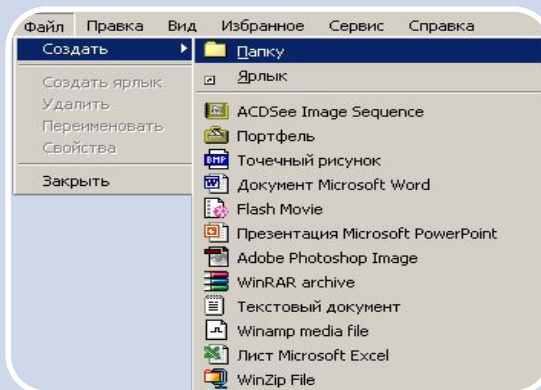 Файл Правка Вид Избранное Сервис Справка
Создать
Создать ярлык
Удалить
Переименовать
Свойства
Закрыть
Папку
Ярлык
ACDSee Image Sequence
Портфель
BMP Точечный рисунок
Документ Microsoft Word
Flash Movie
Презентация Microsoft PowerPoint
Adobe Photoshop Image
WinRAR archive
Текстовый документ
Winamp media file
Лист Microsoft Excel
WinZip File